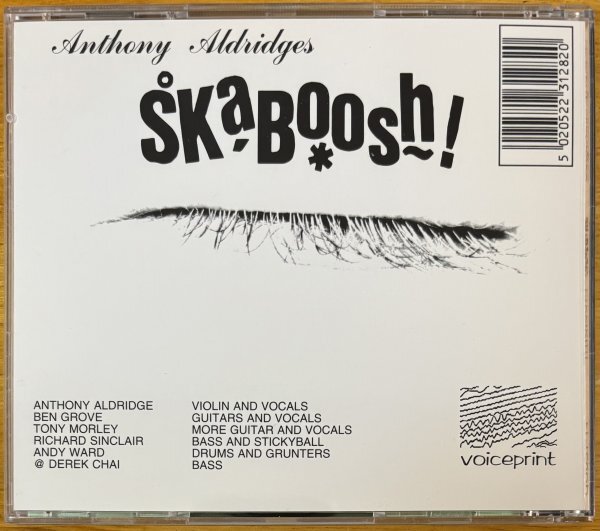 Anthony Aldridges
SKaBOOSh!
5 020522 312820
ANTHONY ALDRIDGE VIOLIN AND VOCALS
BEN GROVE GUITARS AND VOCALS
TONY MORLEY MORE GUITAR AND VOCALS
RICHARD SINCLAIR BASS AND STICKYBALL
ANDY WARD DRUMS AND GRUNTERS
@ DEREK CHAI BASS
voiceprint